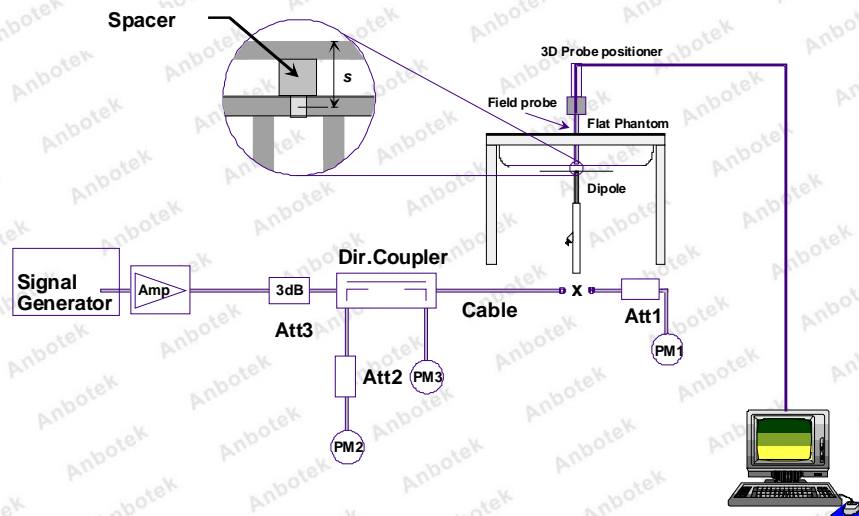 Spacer
s
3D Probe positioner
Field probe
Flat Phantom
Dipole
Signal
Generator
Amp
3dB
Att3
Dir.Coupler
Cable
x
Att1
PM1
Att2
PM3
PM2
Anbotek